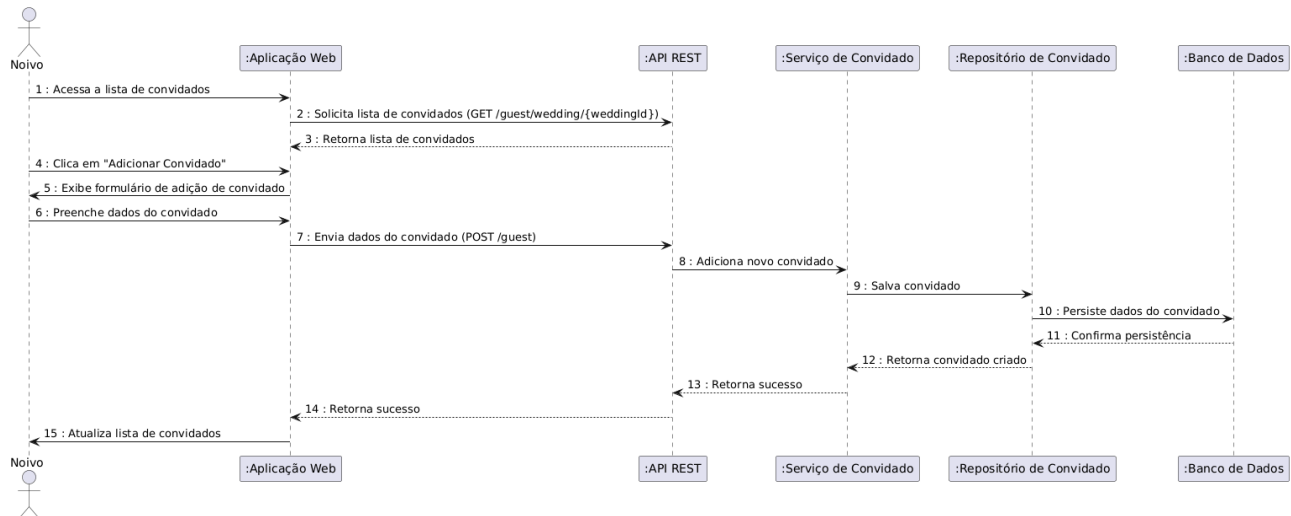 Noivo
:Aplicação Web
:API REST
:Serviço de Convidado
:Repositório de Convidado
:Banco de Dados
1 : Acessa a lista de convidados
2 : Solicita lista de convidados (GET /guest/wedding/{weddingId})
3 : Retorna lista de convidados
4 : Clica em "Adicionar Convidado"
5 : Exibe formulário de adição de convidado
6 : Preenche dados do convidado
7 : Envia dados do convidado (POST /guest)
8 : Adiciona novo convidado
9 : Salva convidado
10 : Persiste dados do convidado
11 : Confirma persistência
12 : Retorna convidado criado
13 : Retorna sucesso
14 : Retorna sucesso
15 : Atualiza lista de convidados
Noivo
:Aplicação Web
:API REST
:Serviço de Convidado
:Repositório de Convidado
:Banco de Dados